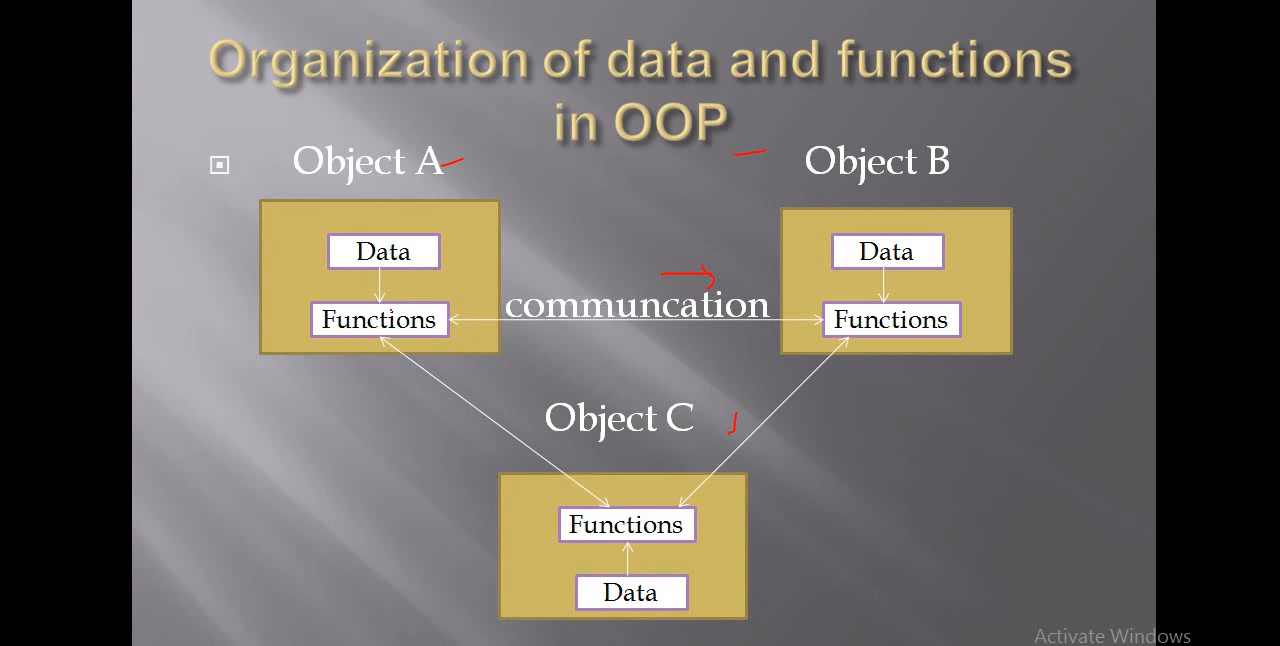 Organization of data and functions
in OOP
Object A
Object B
Data
Data
communcation
Functions
Functions
Object C
Functions
Data
Activate Windows